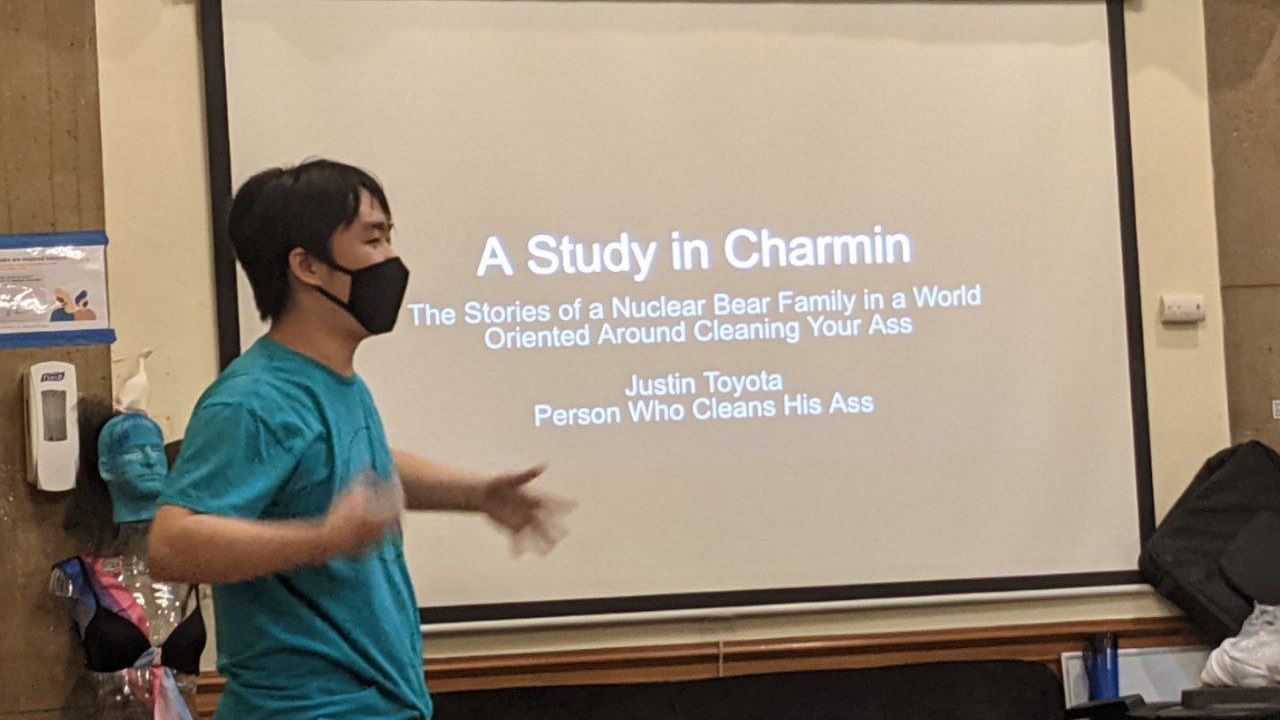 A Study in Charmin
The Stories of a Nuclear Bear Family in a World
Oriented Around Cleaning Your Ass
Justin Toyota
Person Who Cleans His Ass
PURELL